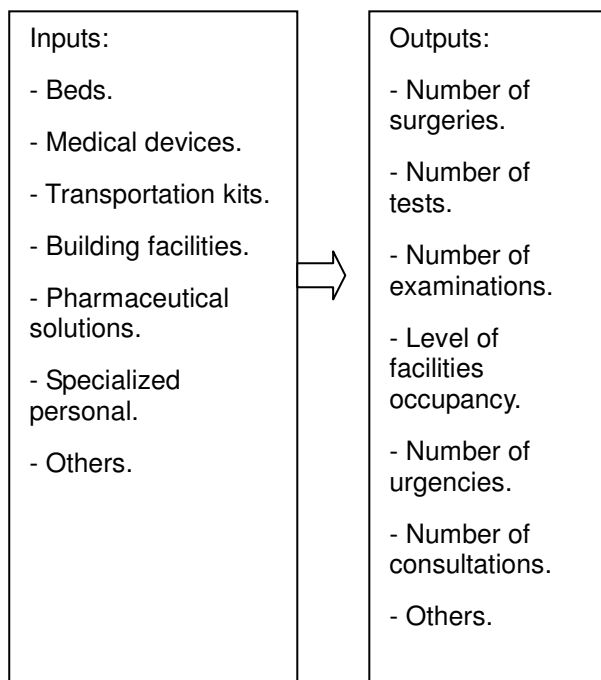 Inputs:
- Beds.
- Medical devices.
- Transportation kits.
- Building facilities.
- Pharmaceutical
solutions.
- Specialized
personal.
- Others.
Outputs:
- Number of
surgeries.
- Number of
tests.
- Number of
examinations.
- Level of
facilities
occupancy.
- Number of
urgencies.
- Number of
consultations.
- Others.